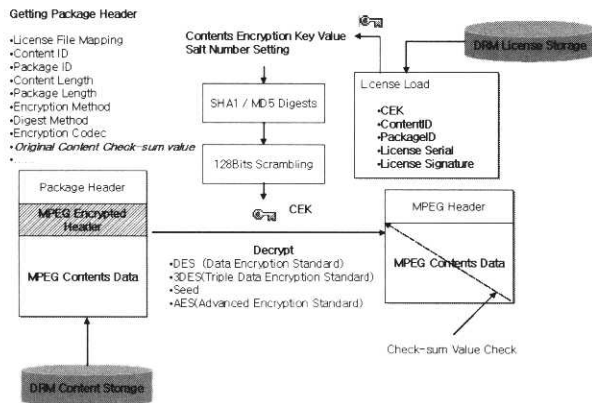 Getting Package Header
•License File Mapping
•Content ID
•Package ID
•Content Length
•Package Length
•Encryption Method
•Digest Method
•Encryption Codec
•Original Content Check-sum value
•.....
Contents Encryption Key Value
Salt Number Setting
SHA1 / MD5 Digests
128Bits Scrambling
CEK
DRM License Storage
License Load
•CEK
•ContentID
•PackageID
•License Serial
•License Signature
Package Header
MPEG Encrypted
Header
MPEG Contents Data
Decrypt
•DES (Data Encryption Standard)
•3DES(Triple Data Encryption Standard)
•Seed
•AES(Advanced Encryption Standard)
MPEG Header
MPEG Contents Data
Check-sum Value Check
DRM Content Storage